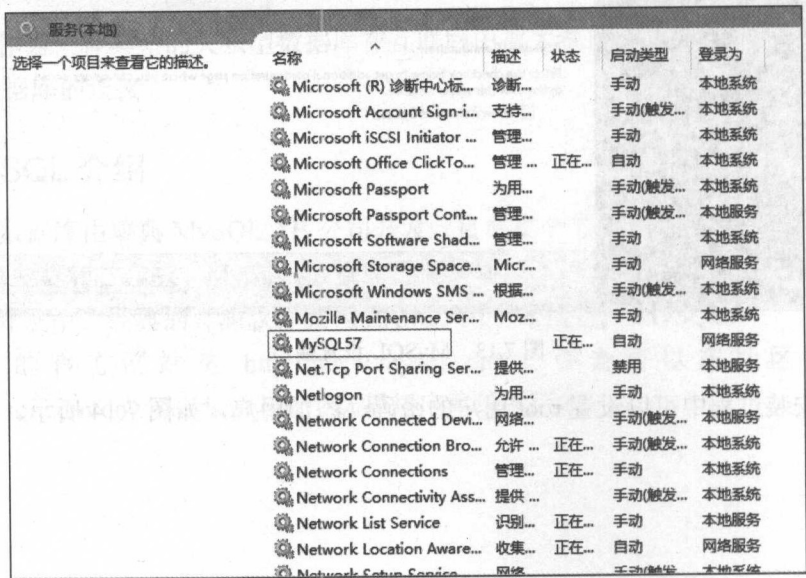 服务(本地)
选择一个项目来查看它的描述。
名称 描述 状态 启动类型 登录为
Microsoft (R) 诊断中心标... 诊断... 手动 本地系统
Microsoft Account Sign-i... 支持... 手动(触发... 本地系统
Microsoft iSCSI Initiator ... 管理... 手动 本地系统
Microsoft Office ClickTo... 管理 ... 正在... 自动 本地系统
Microsoft Passport 为用... 手动(触发... 本地系统
Microsoft Passport Cont... 管理... 手动(触发... 本地服务
Microsoft Software Shad... 管理... 手动 本地系统
Microsoft Storage Space... Micr... 手动 网络服务
Microsoft Windows SMS 根据... 手动(触发... 本地系统
Mozilla Maintenance Ser... Moz... 手动 本地系统
MySQL57 正在... 自动 网络服务
Net.Tcp Port Sharing Ser... 提供... 禁用 本地服务
Netlogon 为用... 手动 本地系统
Network Connected Devi... 网络... 手动(触发... 本地服务
Network Connection Bro... 允许 ... 正在... 手动(触发... 本地系统
Network Connections 管理... 正在... 手动 本地系统
Network Connectivity Ass... 提供 ... 手动(触发... 本地系统
Network List Service 识别... 正在... 手动 本地服务
Network Location Aware... 收集... 正在... 自动 网络服务
Network Setup Service 网络... 手动(触发... 本地系统